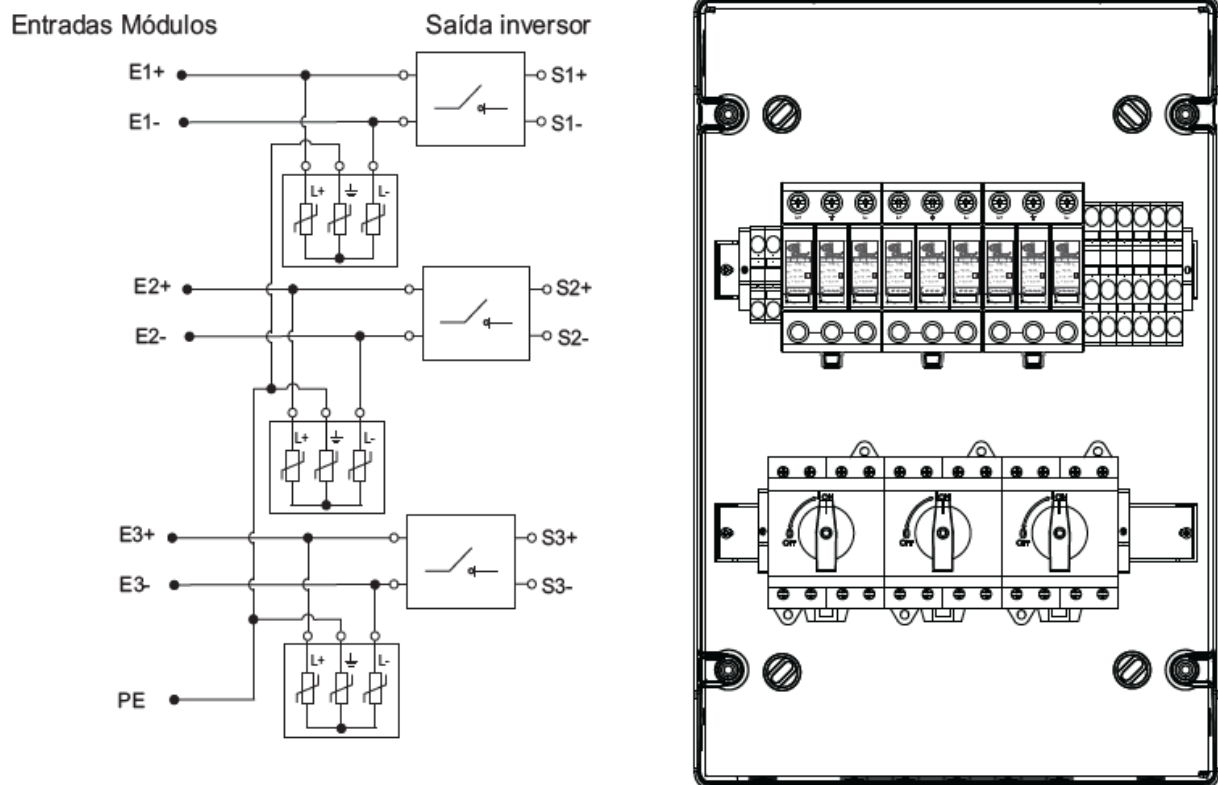 Entradas Módulos Saída inversor
E1+ S1+
E1- S1-
L+ L-
E2+ S2+
E2- S2-
L+ L-
E3+ S3+
E3- S3-
L+ L-
PE
ON ON ON
OFF OFF OFF